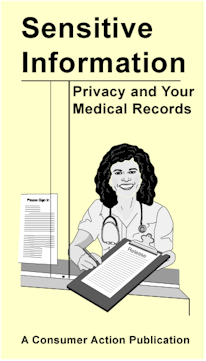 Sensitive
Information
Privacy and Your
Medical Records
Please Sign In
A Consumer Action Publication